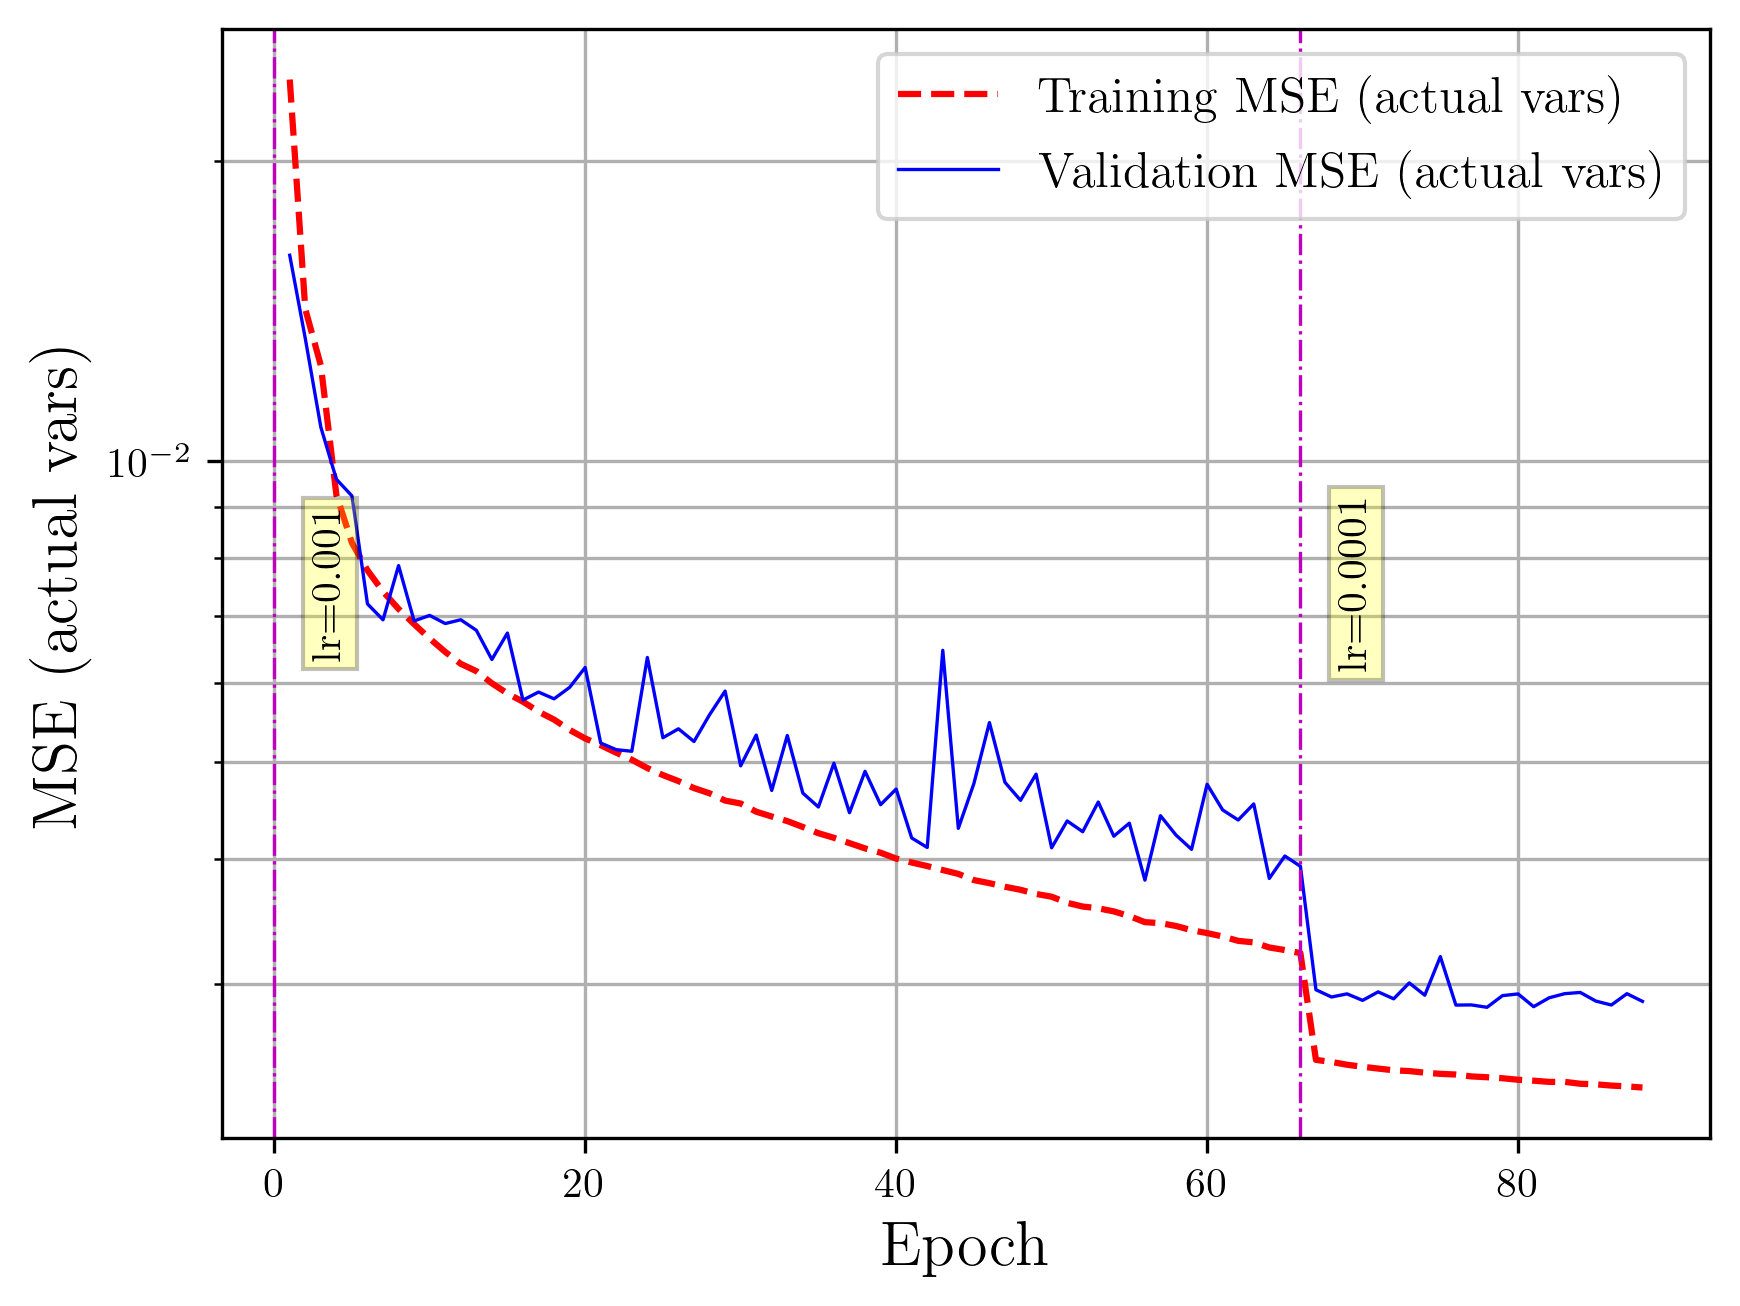 Training MSE (actual vars)
Validation MSE (actual vars)
MSE (actual vars)
10⁻²
lr=0.001
lr=0.0001
0
20
40
60
80
Epoch